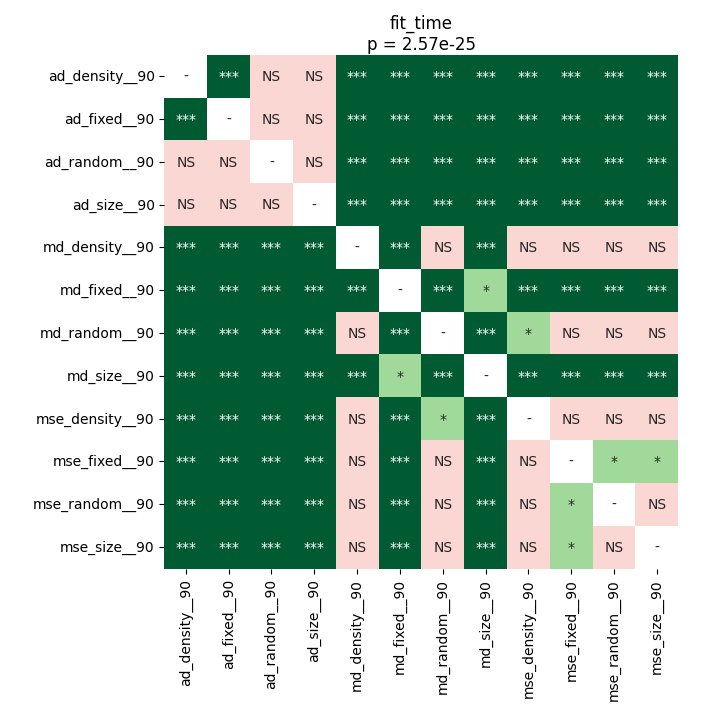 fit_time
p = 2.57e-25
ad_density__90 - *** NS NS *** *** *** *** *** *** *** ***
ad_fixed__90 *** - NS NS *** *** *** *** *** *** *** ***
ad_random__90 NS NS - NS *** *** *** *** *** *** *** ***
ad_size__90 NS NS NS - *** *** *** *** *** *** *** ***
md_density__90 *** *** *** *** - *** NS *** NS NS NS NS
md_fixed__90 *** *** *** *** *** - *** * *** *** *** ***
md_random__90 *** *** *** *** NS *** - *** * NS NS NS
md_size__90 *** *** *** *** *** * *** - *** *** *** ***
mse_density__90 *** *** *** *** NS *** * *** - NS NS NS
mse_fixed__90 *** *** *** *** NS *** NS *** NS - * *
mse_random__90 *** *** *** *** NS *** NS *** NS * - NS
mse_size__90 *** *** *** *** NS *** NS *** NS * NS -
ad_density__90
ad_fixed__90
ad_random__90
ad_size__90
md_density__90
md_fixed__90
md_random__90
md_size__90
mse_density__90
mse_fixed__90
mse_random__90
mse_size__90